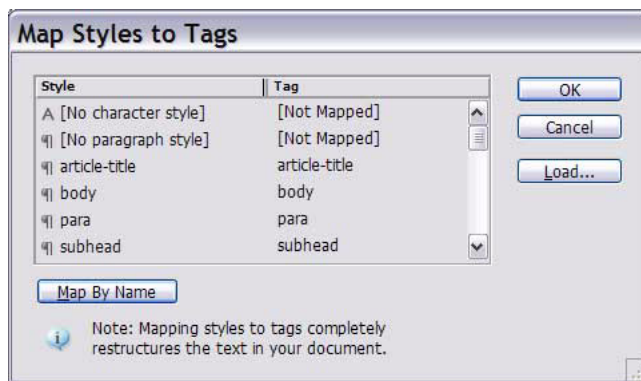 Map Styles to Tags
Style Tag
A [No character style] [Not Mapped]
¶ [No paragraph style] [Not Mapped]
¶ article-title article-title
¶ body body
¶ para para
¶ subhead subhead
OK
Cancel
Load...
Map By Name
Note: Mapping styles to tags completely
restructures the text in your document.